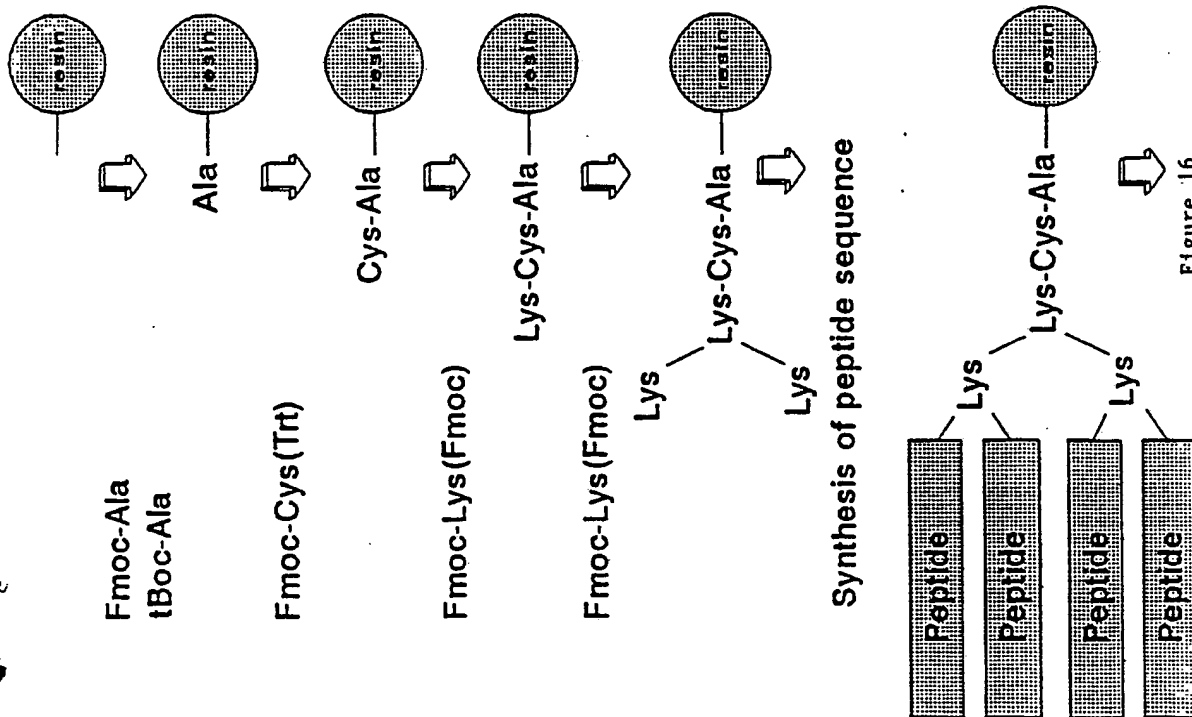 resin
Fmoc-Ala
tBoc-Ala
Ala resin
Fmoc-Cys(Trt)
Cys-Ala resin
Fmoc-Lys(Fmoc)
Lys-Cys-Ala resin
Fmoc-Lys(Fmoc)
Lys
Lys-Cys-Ala resin
Lys
Synthesis of peptide sequence
Peptide
Lys
Peptide
Lys-Cys-Ala resin
Peptide
Lys
Peptide
Figure 16